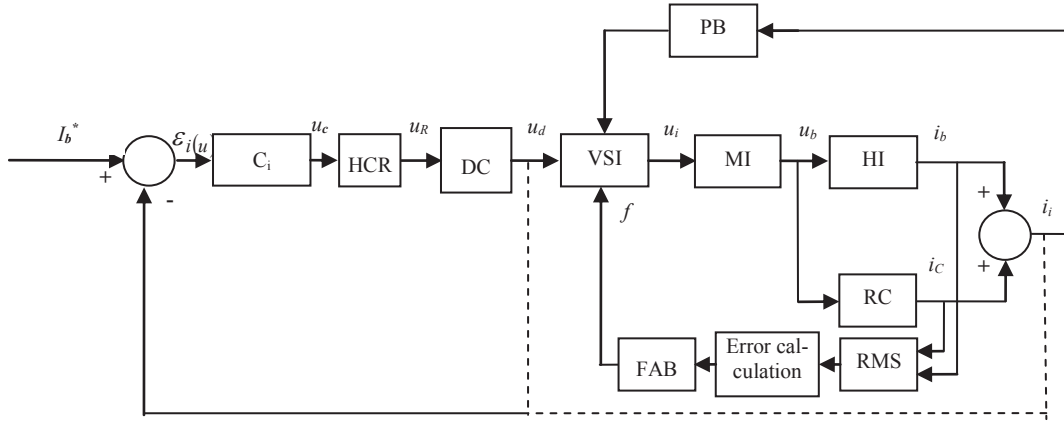 PB
I_b^*
ε_i(u)
u_c
u_R
u_d
u_i
u_b
i_b
C_i
HCR
DC
VSI
MI
HI
+
-
f
+
i_i
+
i_C
RC
FAB
Error cal-
culation
RMS